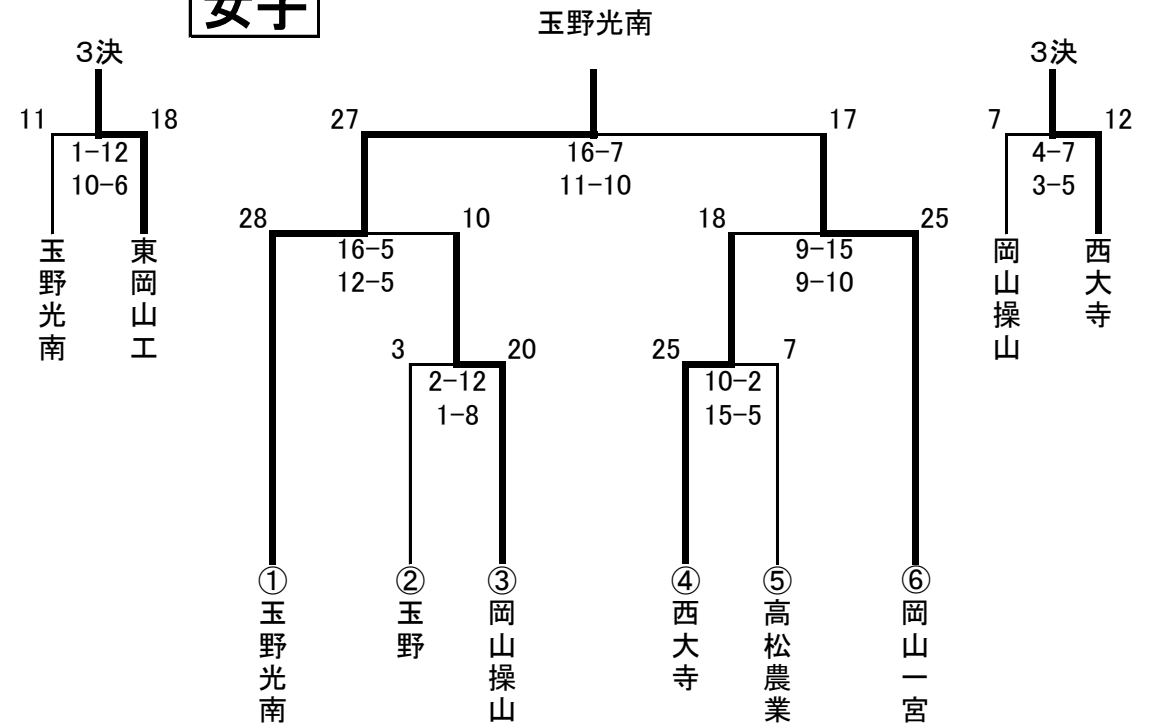 女子
玉野光南
3決
3決
11
18
27
17
7
12
1-12
10-6
16-7
11-10
4-7
3-5
28
10
18
25
玉野光南
東岡山工
16-5
12-5
9-15
9-10
岡山操山
西大寺
3
20
25
7
2-12
1-8
10-2
15-5
①玉野光南
②玉野
③岡山操山
④西大寺
⑤高松農業
⑥岡山一宮